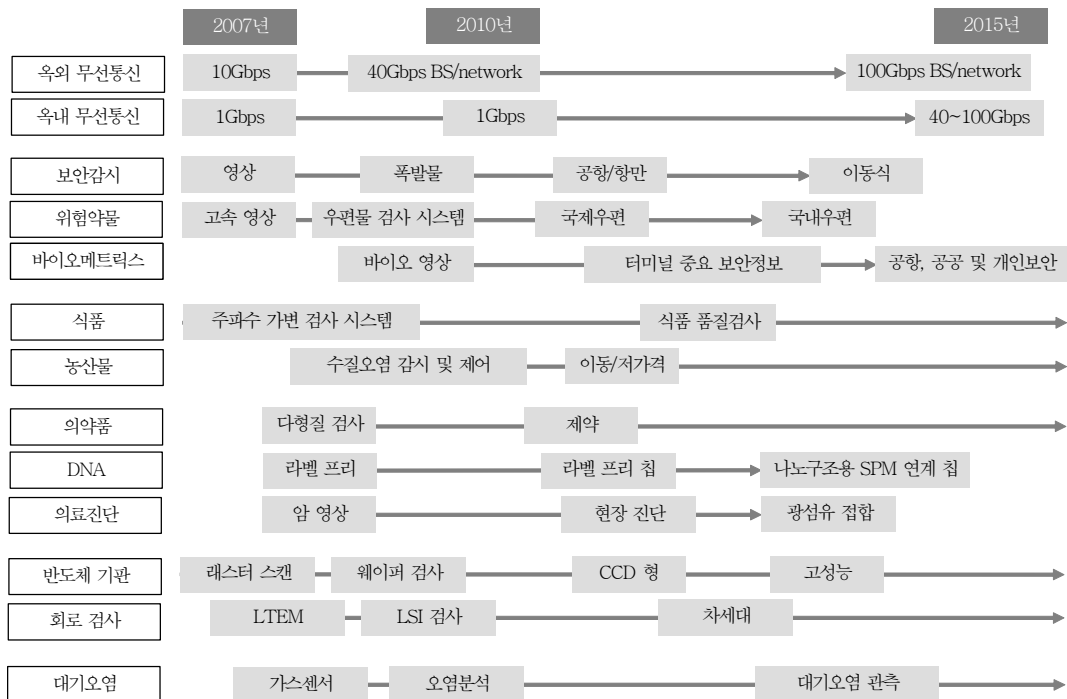 2007년 2010년 2015년
옥외 무선통신 10Gbps 40Gbps BS/network 100Gbps BS/network
옥내 무선통신 1Gbps 1Gbps 40~100Gbps
보안감시 영상 폭발물 공항/항만 이동식
위험약물 고속 영상 우편물 검사 시스템 국제우편 국내우편
바이오메트릭스 바이오 영상 터미널 중요 보안정보 공항, 공공 및 개인보안
식품 주파수 가변 검사 시스템 식품 품질검사
농산물 수질오염 감시 및 제어 이동/저가격
의약품 다형질 검사 제약
DNA 라벨 프리 라벨 프리 칩 나노구조용 SPM 연계 칩
의료진단 암 영상 현장 진단 광섬유 접합
반도체 기판 래스터 스캔 웨이퍼 검사 CCD 형 고성능
회로 검사 LTEM LSI 검사 차세대
대기오염 가스센서 오염분석 대기오염 관측